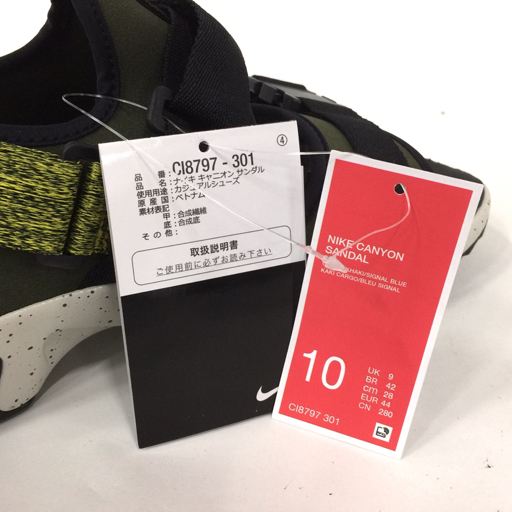 ④
品 番 : CI8797 - 301
品 名 : ナイキ キャニオン サンダル
使用用途 : カジュアルシューズ
原 産 国 : ベトナム
素材表記
甲 : 合成繊維
底 : 合成底
そ の 他 :
取扱説明書
ご使用前に必ずお読み下さい
NIKE CANYON
SANDAL
HAKI/SIGNAL BLUE
KAKI CARGO/BLEU SIGNAL
10
UK 9
BR 42
cm 28
EUR 44
CN 280
CI8797 301